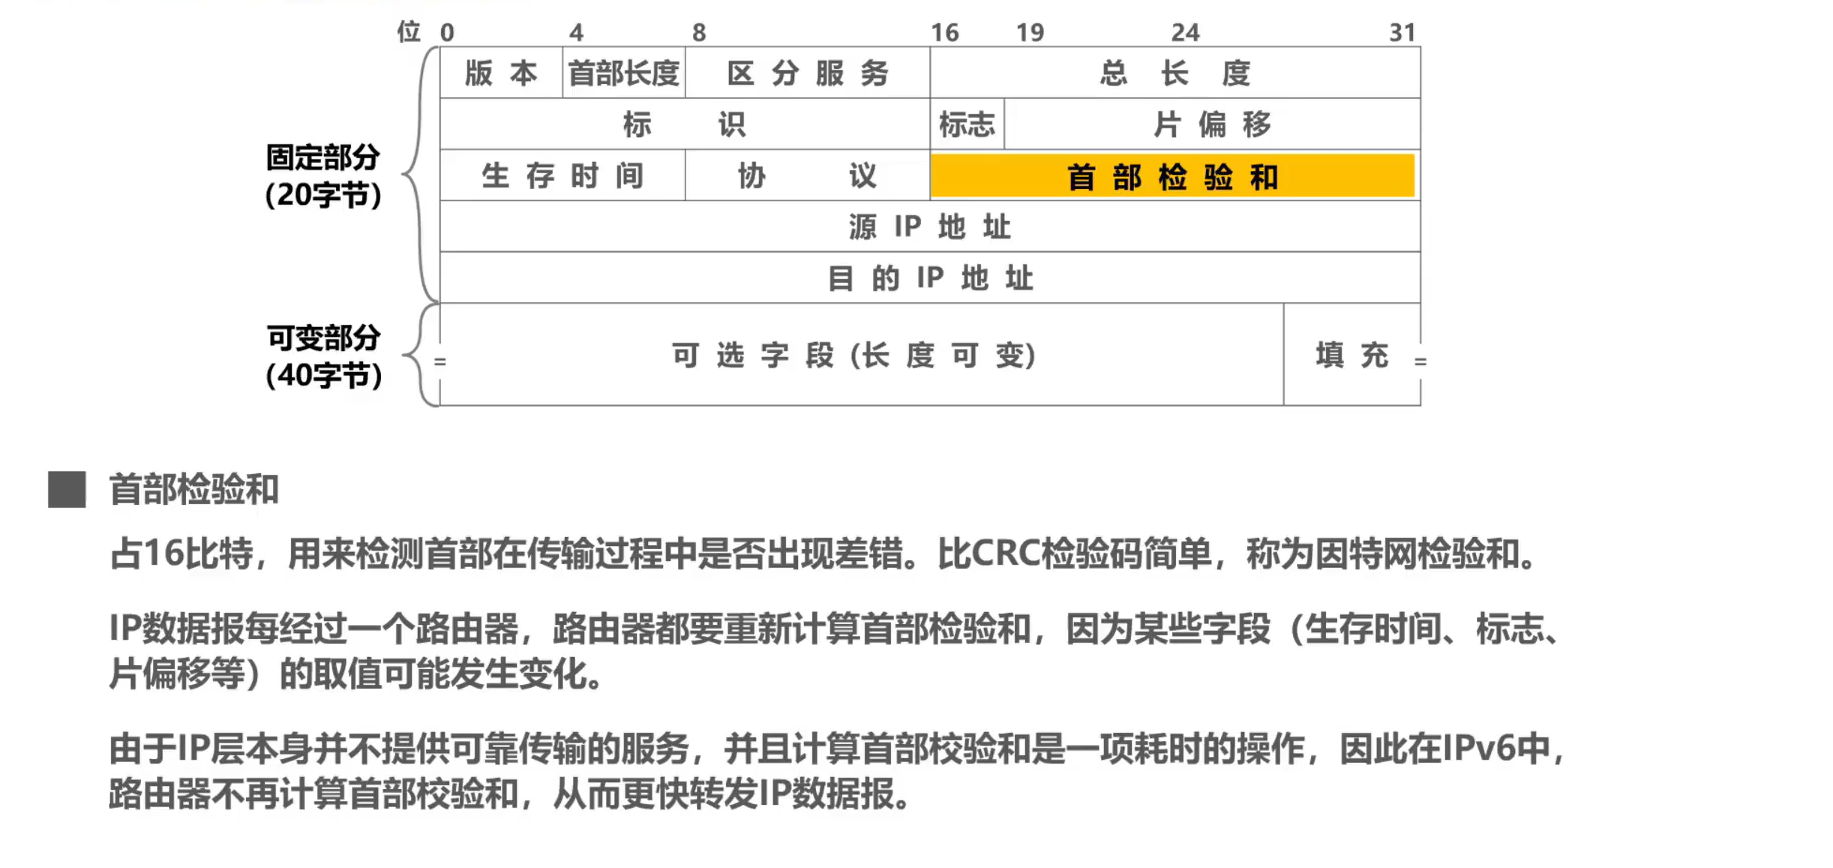 位 0 4 8 16 19 24 31
版 本 首部长度 区 分 服 务 总 长 度
标 识 标志 片 偏 移
固定部分
(20字节)
生 存 时 间 协 议 首 部 检 验 和
源 IP 地 址
目 的 IP 地 址
可变部分
(40字节)
= 可 选 字 段 (长 度 可 变) 填 充 =
首部检验和
占16比特，用来检测首部在传输过程中是否出现差错。比CRC检验码简单，称为因特网检验和。
IP数据报每经过一个路由器，路由器都要重新计算首部检验和，因为某些字段（生存时间、标志、
片偏移等）的取值可能发生变化。
由于IP层本身并不提供可靠传输的服务，并且计算首部校验和是一项耗时的操作，因此在IPv6中，
路由器不再计算首部校验和，从而更快转发IP数据报。